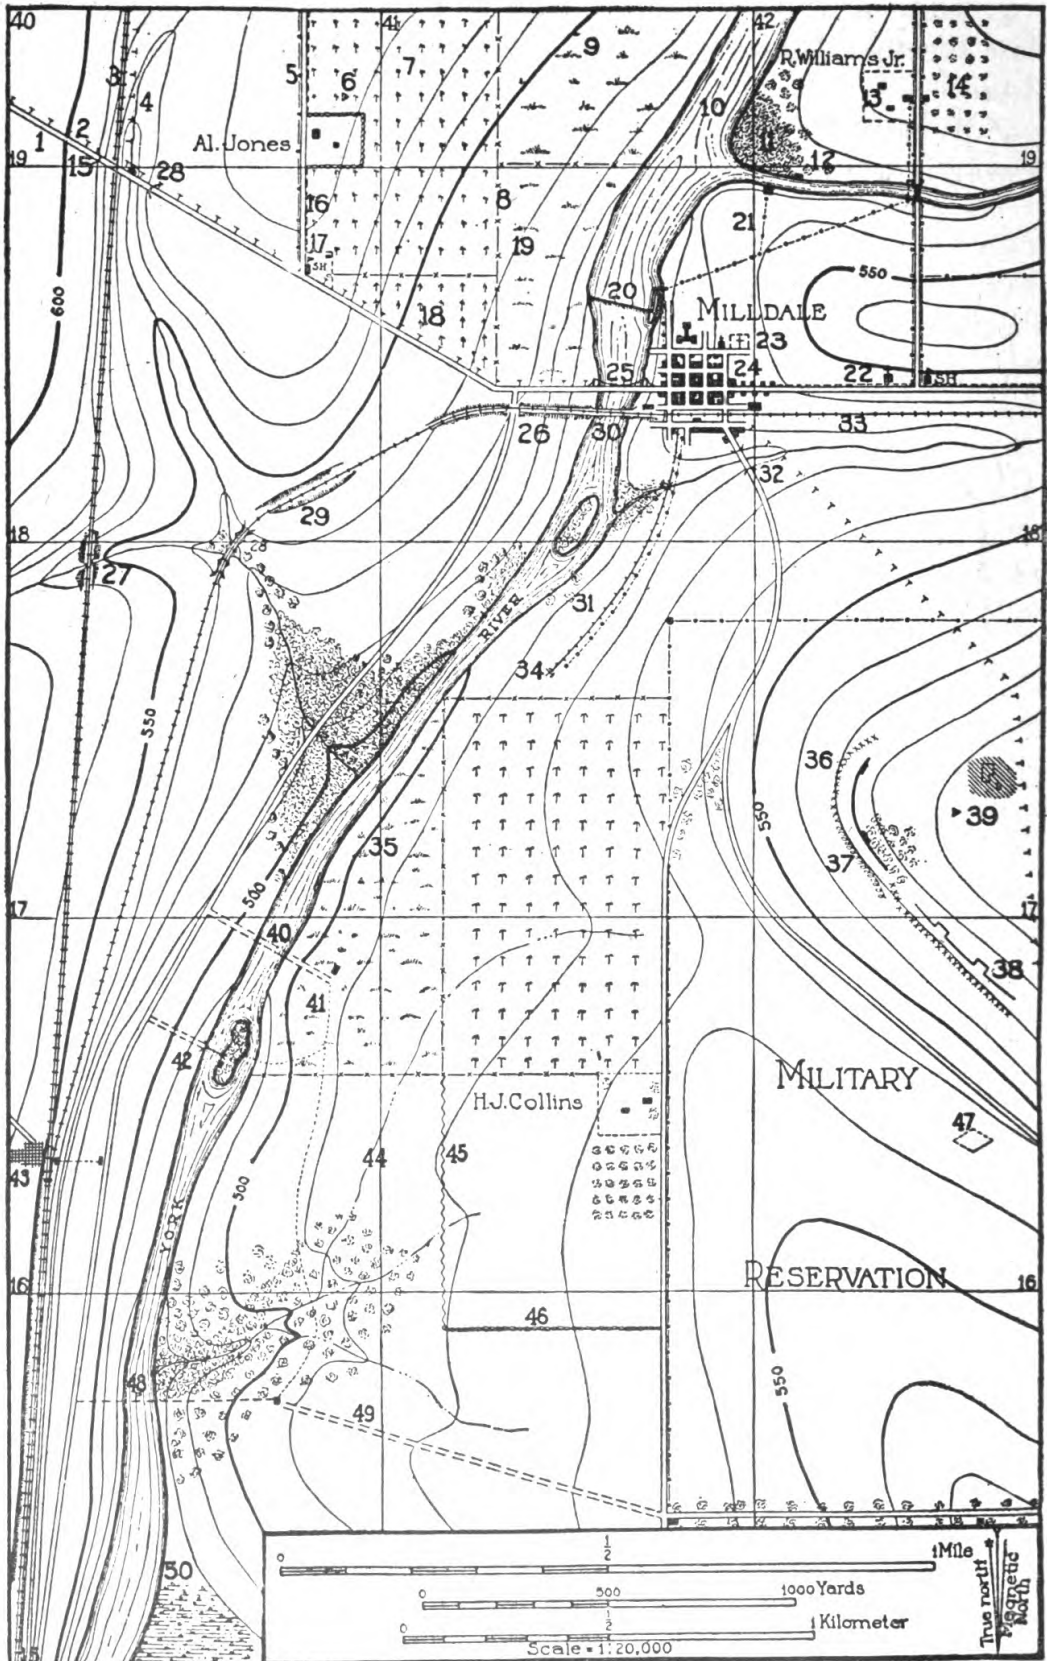 40 41 42
3 5 6 7 9 R. Williams Jr.
4 10 13 14
1 2 Al. Jones 11
19 15 28 12 19
16 8
17 19 21
SH
18 20 550
600 MILLDALE
23
25 24 22 SH
26 30 33
32
29
18 28 18
27 31
RIVER
34
550
36
39
35 550
37
500
17 17
40
38
41
42 MILITARY
H.J. Collins
47
43 44 45
500
YORK
16 RESERVATION 16
46
48 550
49
50
0 1/2 1 Mile
0 500 1000 Yards
0 1/2 1 Kilometer
Scale = 1:20,000
True north
Magnetic North